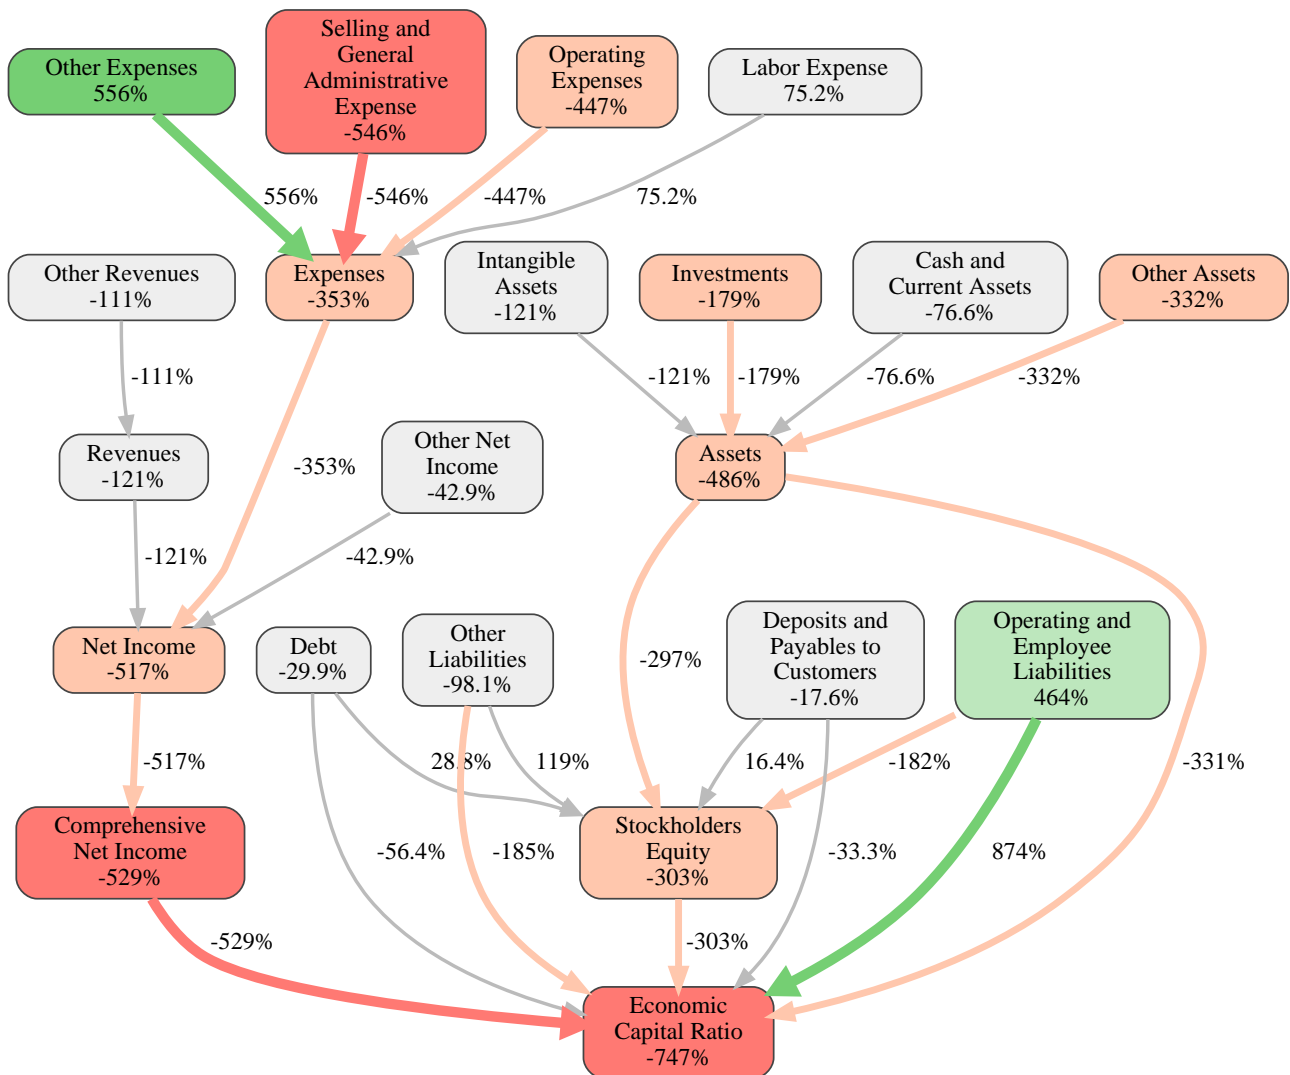 Other Expenses
556%
Selling and
General
Administrative
Expense
-546%
Operating
Expenses
-447%
Labor Expense
75.2%
556%
-546%
-447%
75.2%
Other Revenues
-111%
Expenses
-353%
Intangible
Assets
-121%
Investments
-179%
Cash and
Current Assets
-76.6%
Other Assets
-332%
-111%
-121%
-179%
-76.6%
-332%
Revenues
-121%
-353%
Other Net
Income
-42.9%
Assets
-486%
-121%
-42.9%
Net Income
-517%
Debt
-29.9%
Other
Liabilities
-98.1%
-297%
Deposits and
Payables to
Customers
-17.6%
Operating and
Employee
Liabilities
464%
-517%
28.8%
119%
16.4%
-182%
-331%
Comprehensive
Net Income
-529%
-56.4%
-185%
Stockholders
Equity
-303%
-33.3%
874%
-529%
-303%
Economic
Capital Ratio
-747%